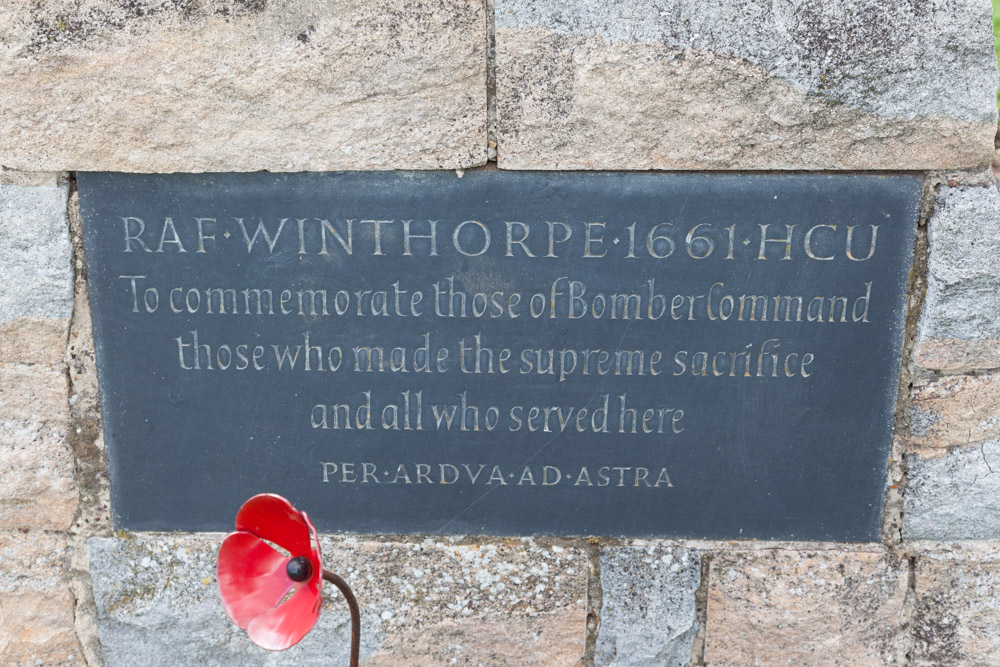 RAF·WINTHORPE·1661·HCU
To commemorate those of Bomber Command
those who made the supreme sacrifice
and all who served here
PER·ARDVA·AD·ASTRA